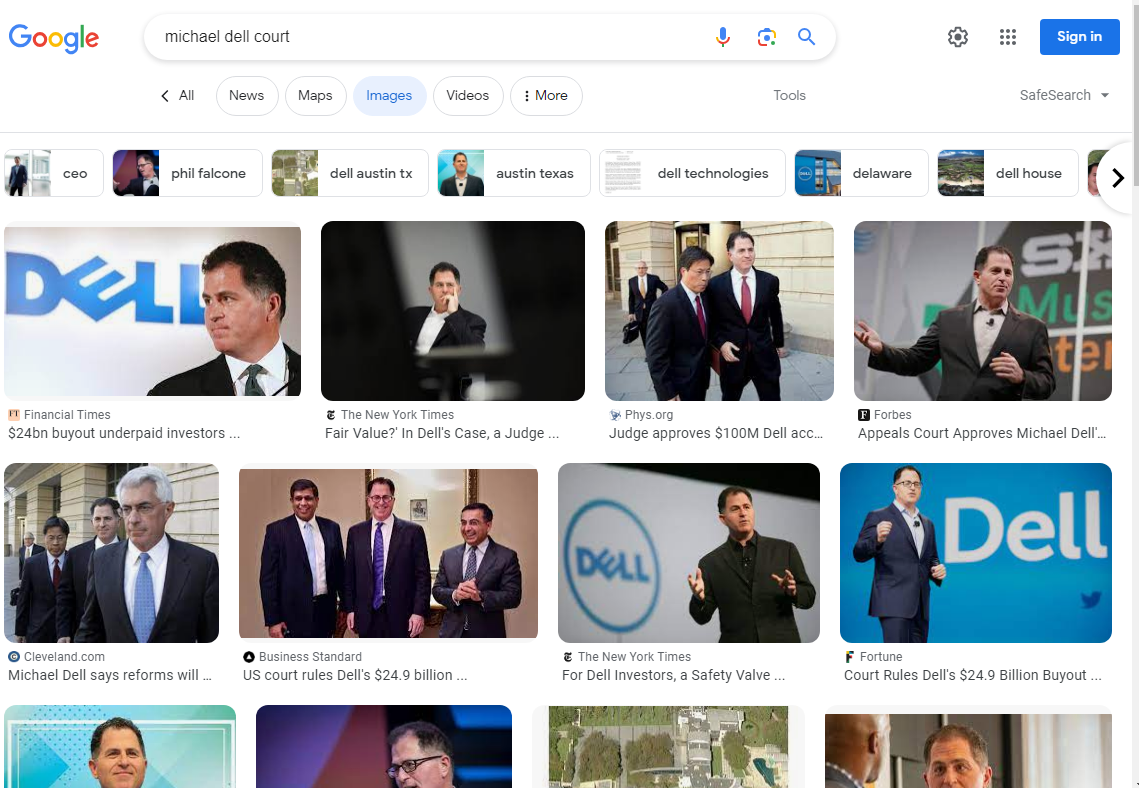 Google
michael dell court
Sign in
All
News
Maps
Images
Videos
More
Tools
SafeSearch
ceo
phil falcone
dell austin tx
austin texas
dell technologies
delaware
dell house
DELL
Mus
Financial Times
The New York Times
Phys.org
Forbes
$24bn buyout underpaid investors ...
Fair Value?' In Dell's Case, a Judge ...
Judge approves $100M Dell acc...
Appeals Court Approves Michael Dell'...
DELL
Dell
Cleveland.com
Business Standard
The New York Times
Fortune
Michael Dell says reforms will ...
US court rules Dell's $24.9 billion ...
For Dell Investors, a Safety Valve ...
Court Rules Dell's $24.9 Billion Buyout ...